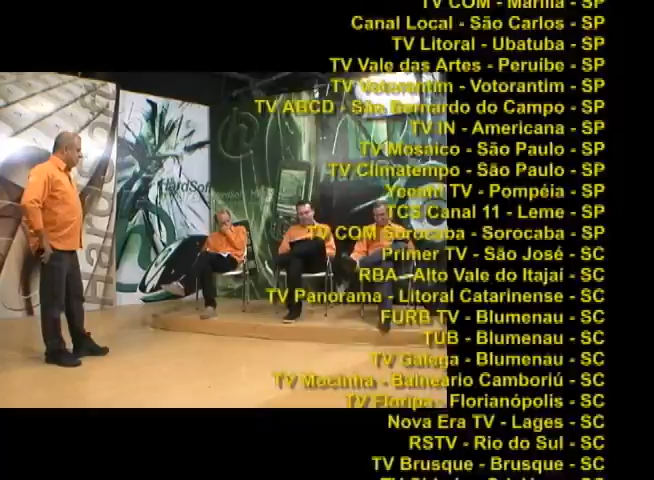 TV COM - Marília - SP
Canal Local - São Carlos - SP
TV Litoral - Ubatuba - SP
TV Vale das Artes - Peruíbe - SP
TV Votorantim - Votorantim - SP
TV ABCD - São Bernardo do Campo - SP
TV IN - Americana - SP
TV Mosaico - São Paulo - SP
TV Climatempo - São Paulo - SP
TV - Pompéia - SP
TCS Canal 11 - Leme - SP
TV COM Sorocaba - Sorocaba - SP
Primer TV - São José - SC
RBA - Alto Vale do Itajaí - SC
TV Panorama - Litoral Catarinense - SC
FURB TV - Blumenau - SC
TUB - Blumenau - SC
TV Galega - Blumenau - SC
TV Mocinha - Balneário Camboriú - SC
TV Floripa - Florianópolis - SC
Nova Era TV - Lages - SC
RSTV - Rio do Sul - SC
TV Brusque - Brusque - SC
HardSoft
HardSoft